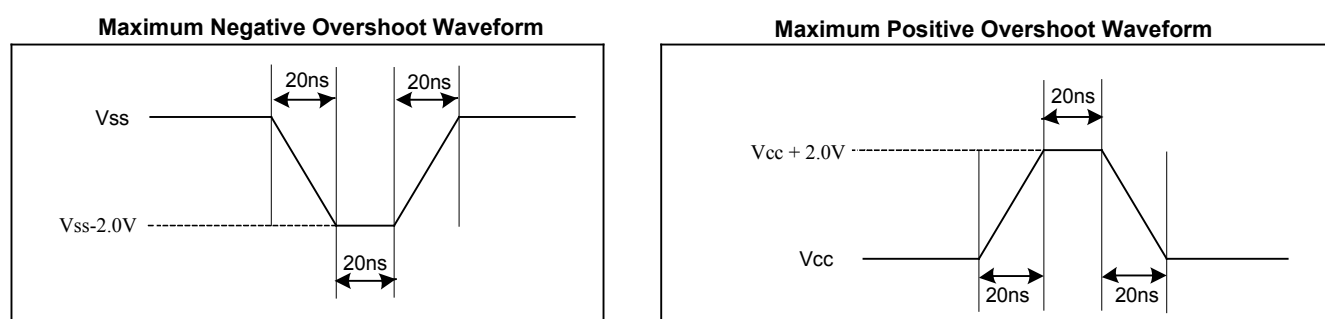 Maximum Negative Overshoot Waveform
20ns
20ns
Vss
Vss-2.0V
20ns
Maximum Positive Overshoot Waveform
20ns
Vcc + 2.0V
Vcc
20ns
20ns